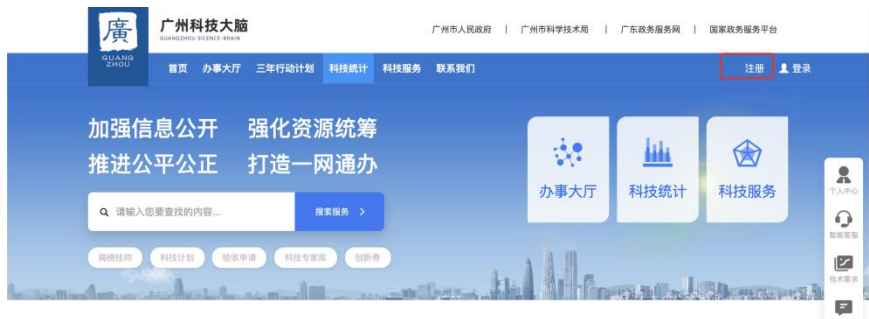 廣
GUANG
ZHOU
广州科技大脑
GUANGZHOU SICENCE-BRAIN
广州市人民政府 | 广州市科学技术局 | 广东政务服务网 | 国家政务服务平台
首页 办事大厅 三年行动计划 科技统计 科技服务 联系我们 注册 登录
加强信息公开 强化资源统筹
推进公平公正 打造一网通办
请输入您要查找的内容... 搜索服务 >
揭榜挂帅 科技计划 验收申请 科技专家库 创新券
办事大厅 科技统计 科技服务
个人中心
智能客服
技术需求